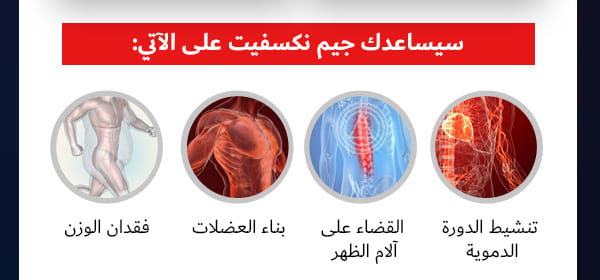 سيساعدك جيم نكسفيت على الآتي:
تنشيط الدورة
الدموية
القضاء على
آلام الظهر
بناء العضلات
فقدان الوزن